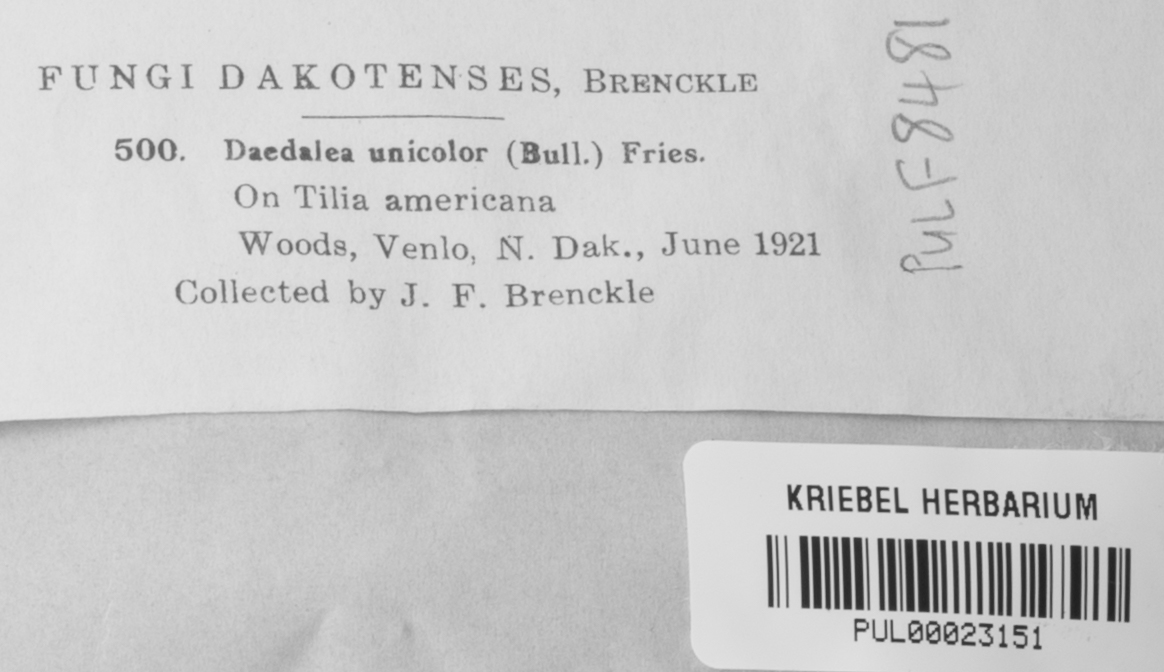 FUNGI DAKOTENSES, BRENCKLE
500. Daedalea unicolor (Bull.) Fries.
On Tilia americana
Woods, Venlo, N. Dak., June 1921
Collected by J. F. Brenckle
PUL F 8481
KRIEBEL HERBARIUM
PUL00023151